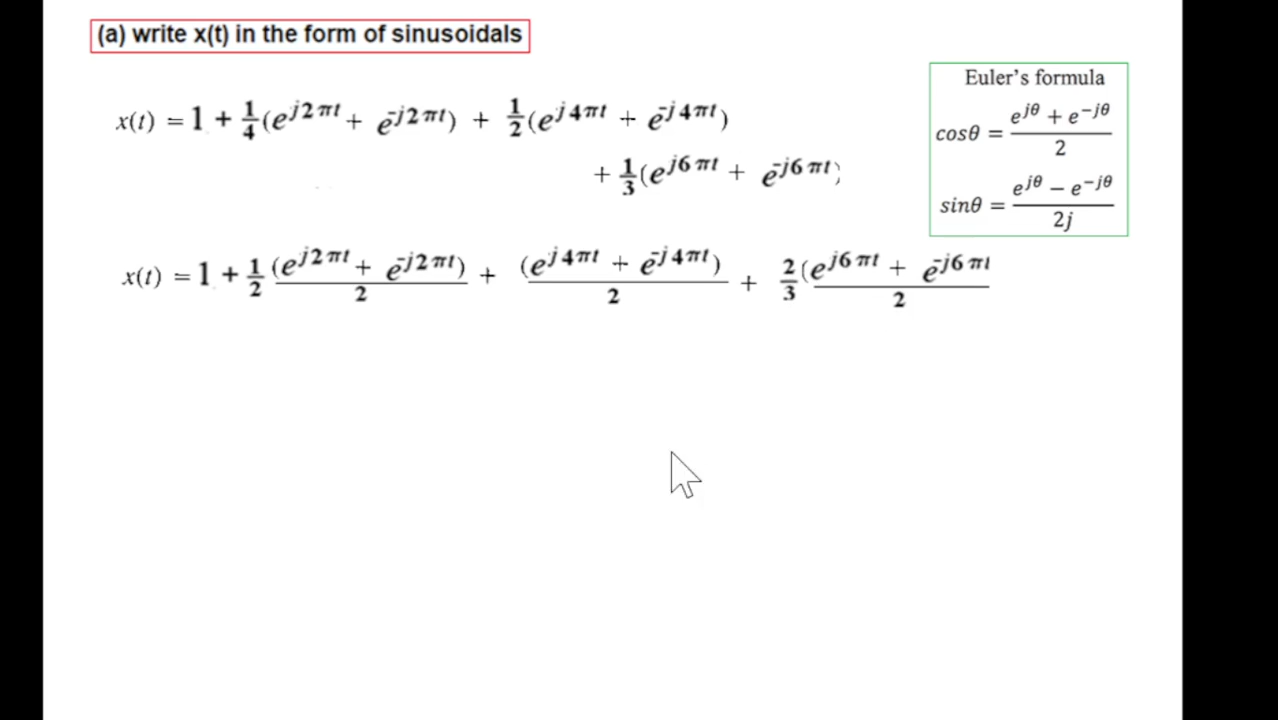 (a) write x(t) in the form of sinusoidals
x(t) = 1 + 1/4 (e^{j2πt} + e^{-j2πt}) + 1/2 (e^{j4πt} + e^{-j4πt})
+ 1/3 (e^{j6πt} + e^{-j6πt})
Euler's formula
cosθ = (e^{jθ} + e^{-jθ})/2
sinθ = (e^{jθ} − e^{-jθ})/2j
x(t) = 1 + 1/2 (e^{j2πt} + e^{-j2πt})/2 + (e^{j4πt} + e^{-j4πt})/2 + 2/3 (e^{j6πt} + e^{-j6πt}/2